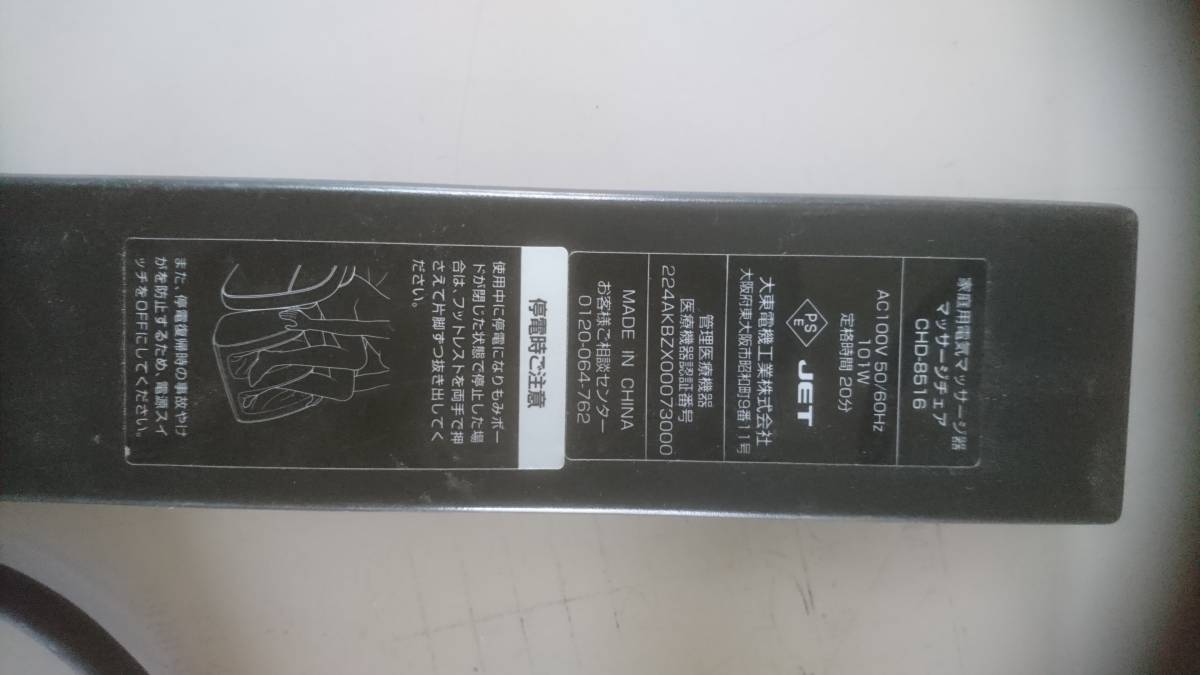 家庭用電気マッサージ器
マッサージチェア
CHD-8516
AC100V 50/60Hz
101W
定格時間 20分
PS
E
JET
大東電機工業株式会社
大阪府東大阪市昭和町9番11号
管理医療機器
医療機器認証番号
224AKBZX00073000
MADE IN CHINA
お客様ご相談センター
0120-064-762
停電時ご注意
使用中に停電になりもみボー
ドが閉じた状態で停止した場
合は、フットレストを両手で押
さえて片脚ずつ抜き出してく
ださい。
また、停電復帰時の事故やけ
がを防止するため、電源スイ
ッチをOFFにしてください。